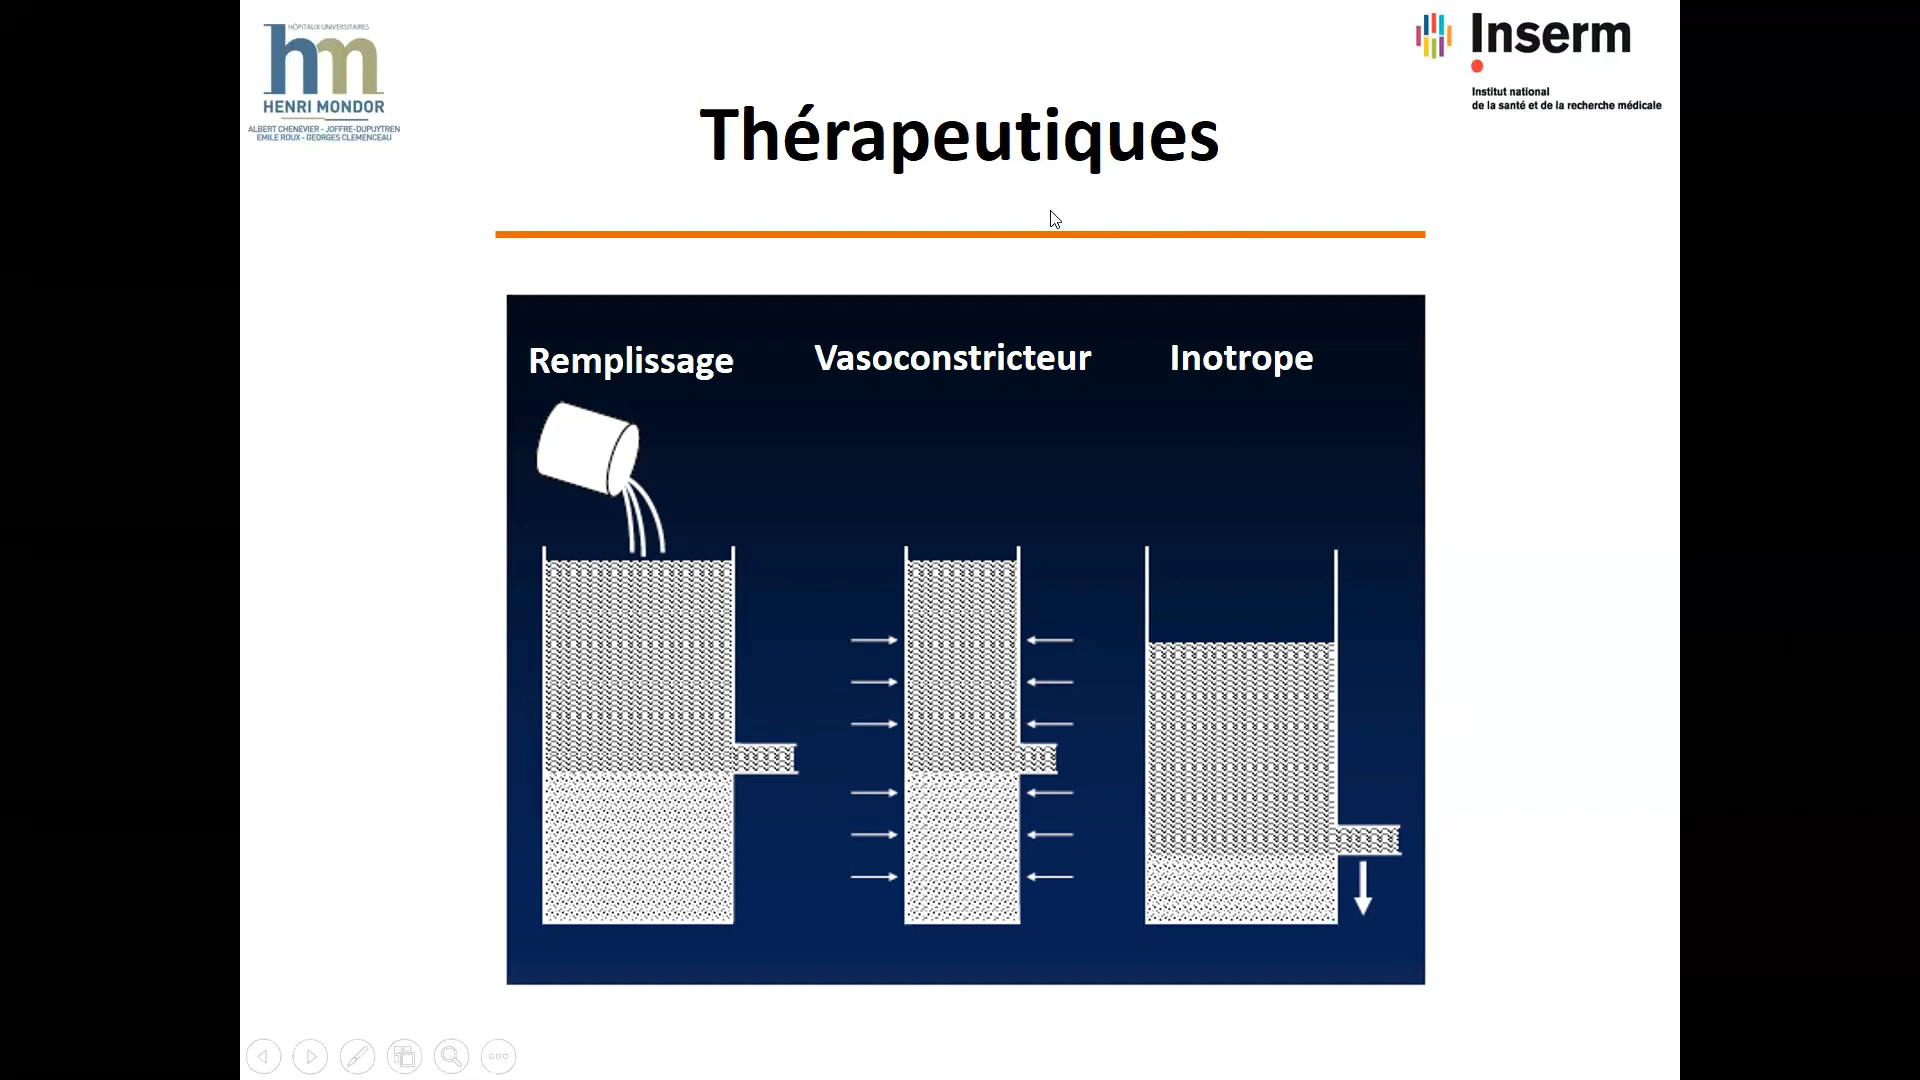 HÔPITAUX UNIVERSITAIRES
hm
HENRI MONDOR
ALBERT CHENEVIER - JOFFRE-DUPUYTREN
EMILE ROUX - GEORGES CLEMENCEAU
Inserm
Institut national
de la santé et de la recherche médicale
Thérapeutiques
Remplissage
Vasoconstricteur
Inotrope